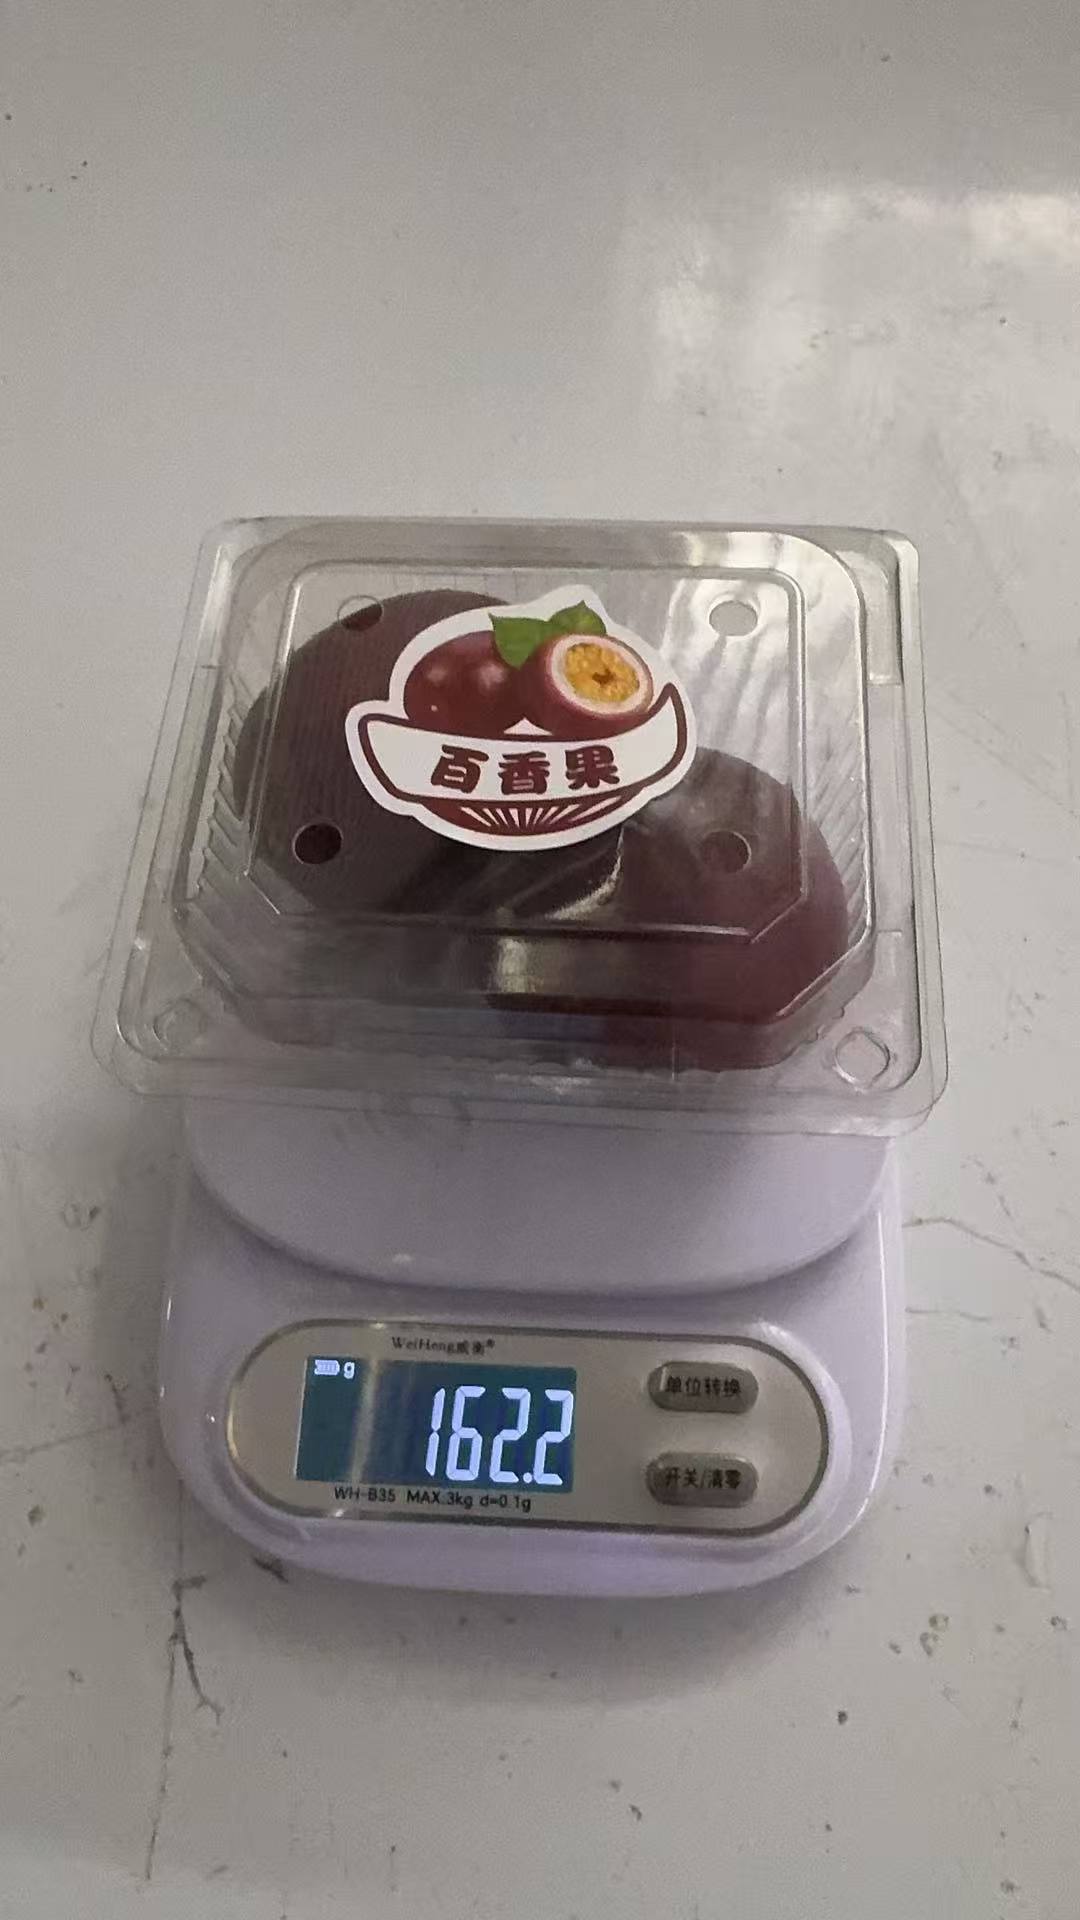 百香果
WeiHeng威衡®
g
162.2
单位转换
开关/清零
WH-B35 MAX.3kg d=0.1g